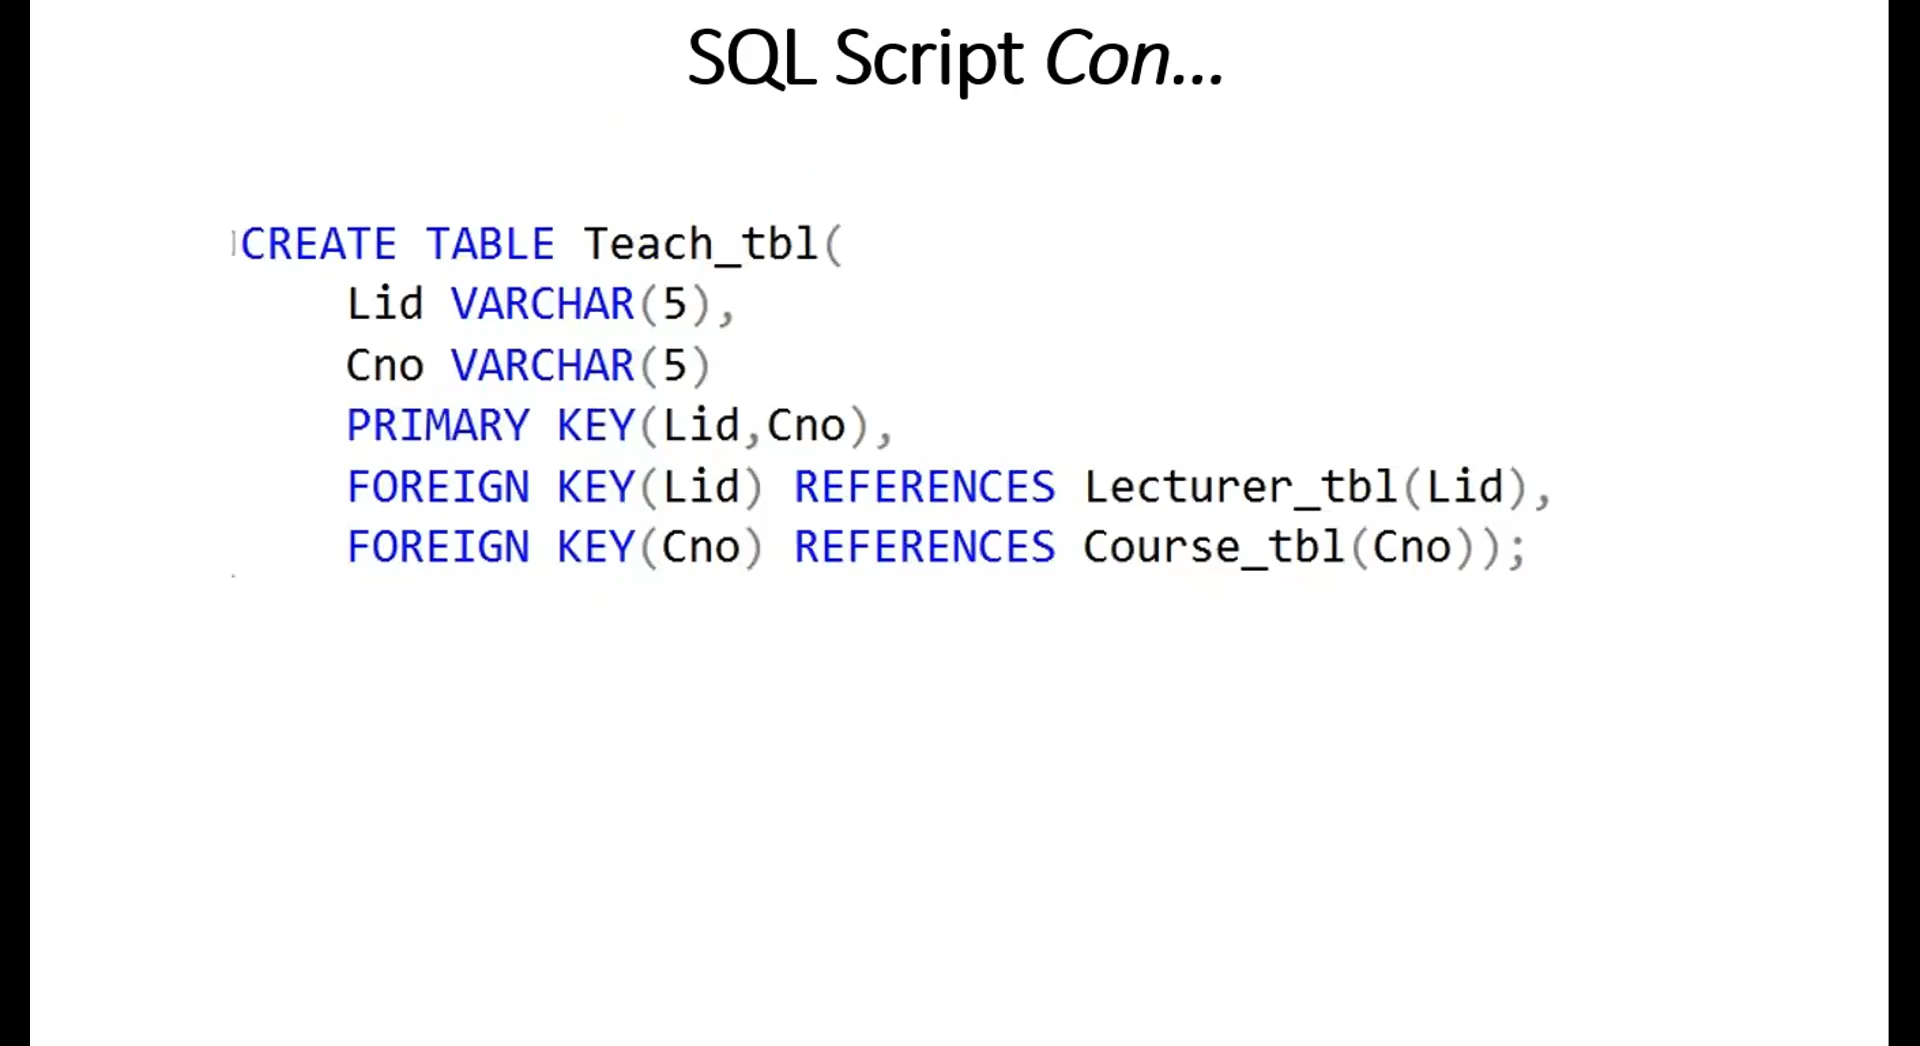 SQL Script Con...
CREATE TABLE Teach_tbl(
Lid VARCHAR(5),
Cno VARCHAR(5)
PRIMARY KEY(Lid,Cno),
FOREIGN KEY(Lid) REFERENCES Lecturer_tbl(Lid),
FOREIGN KEY(Cno) REFERENCES Course_tbl(Cno));